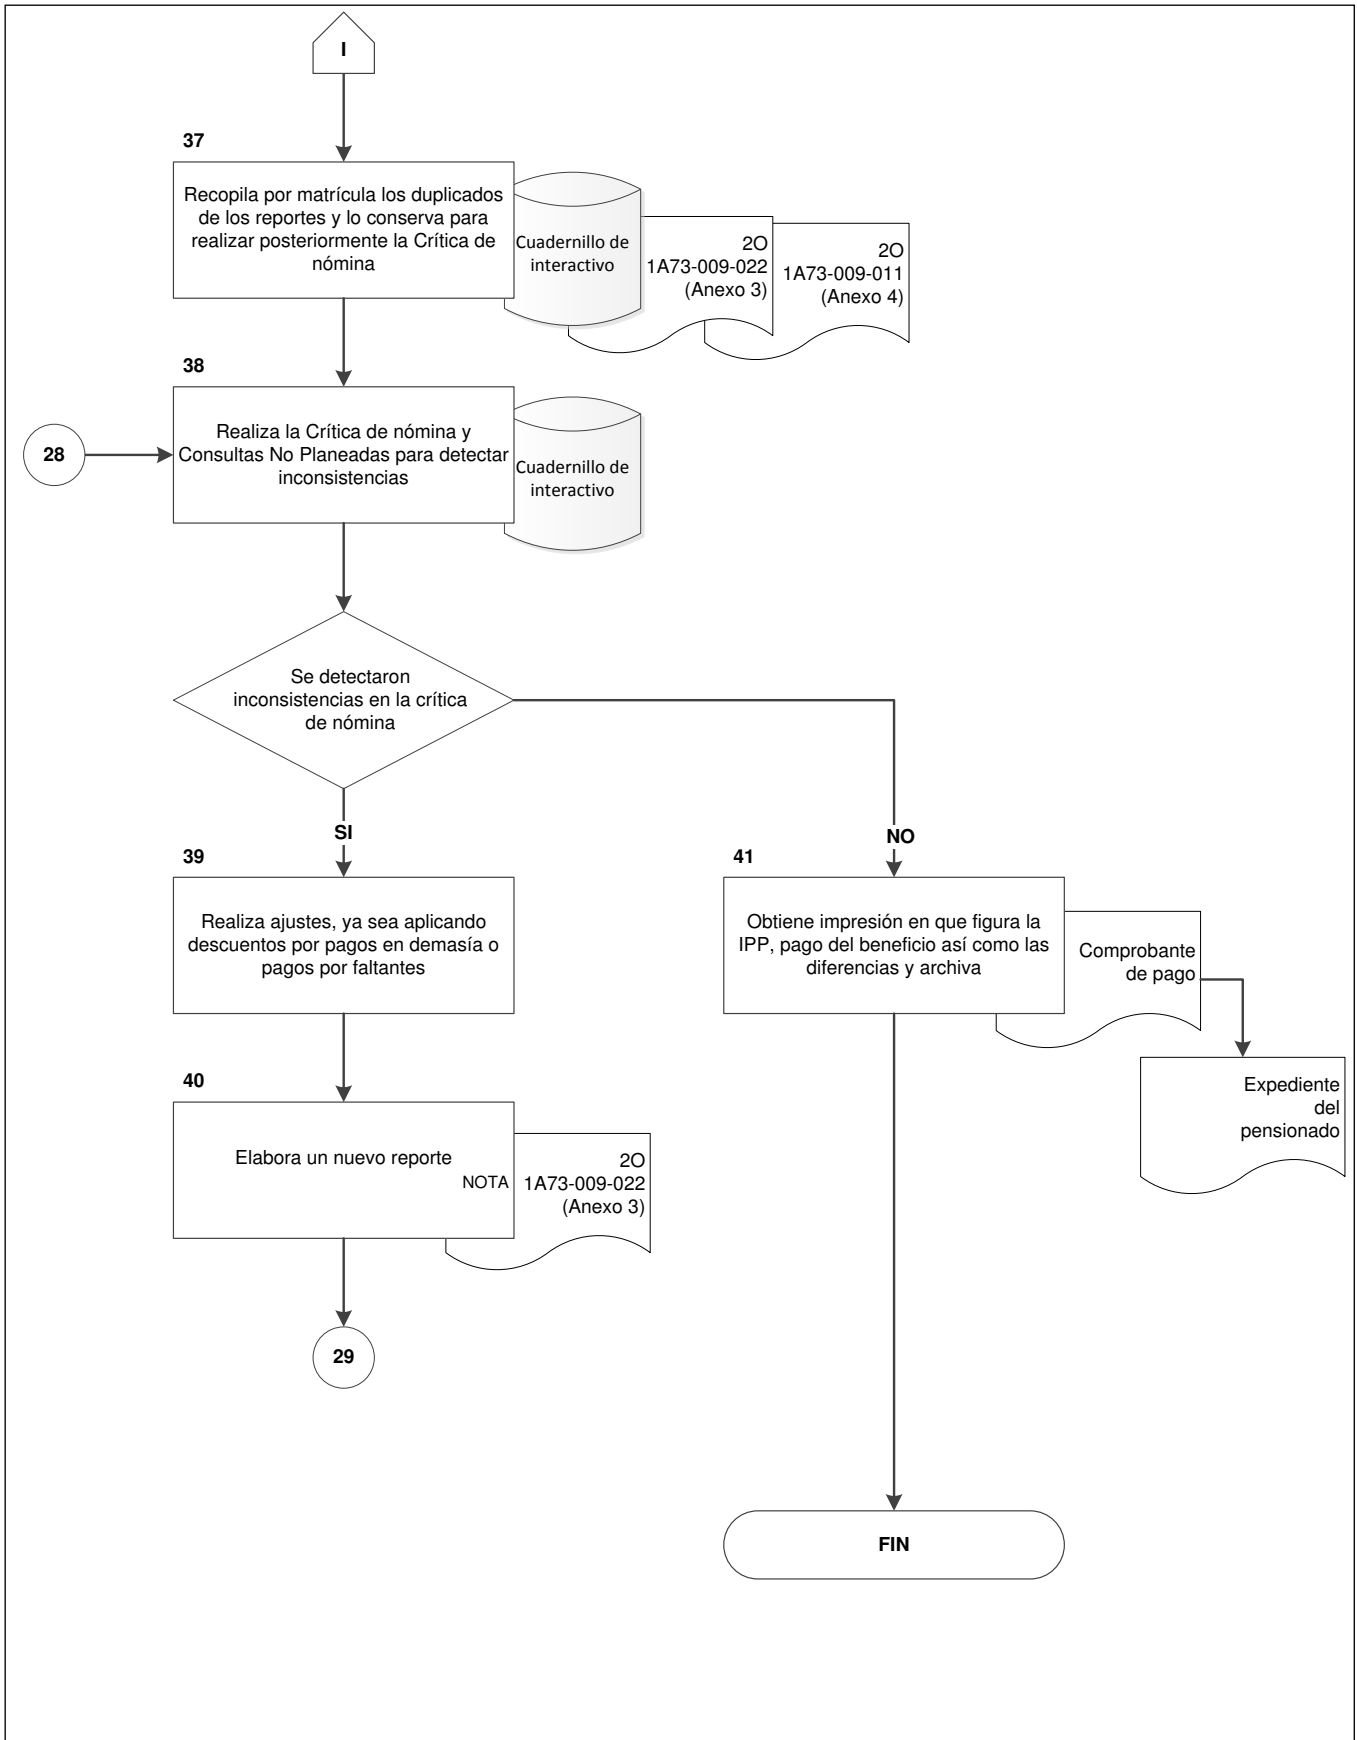 I
37
Recopila por matrícula los duplicados
de los reportes y lo conserva para
realizar posteriormente la Crítica de
nómina
Cuadernillo de
interactivo
2O
1A73-009-022
(Anexo 3)
2O
1A73-009-011
(Anexo 4)
38
28
Realiza la Crítica de nómina y
Consultas No Planeadas para detectar
inconsistencias
Cuadernillo de
interactivo
Se detectaron
inconsistencias en la crítica
de nómina
SI
NO
39
Realiza ajustes, ya sea aplicando
descuentos por pagos en demasía o
pagos por faltantes
41
Obtiene impresión en que figura la
IPP, pago del beneficio así como las
diferencias y archiva
Comprobante
de pago
Expediente
del
pensionado
40
Elabora un nuevo reporte
NOTA
2O
1A73-009-022
(Anexo 3)
29
FIN